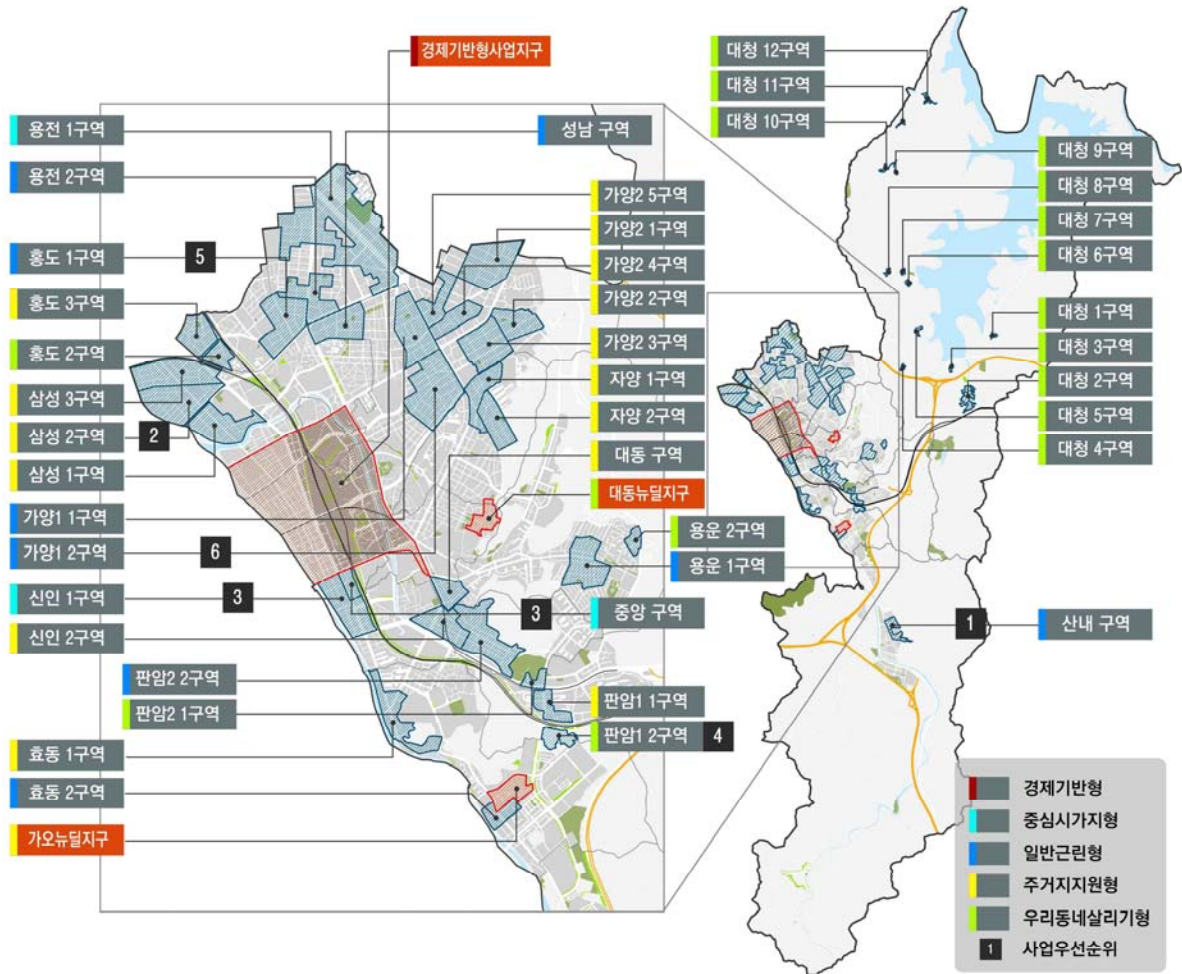 경제기반형사업지구
용전 1구역
용전 2구역
홍도 1구역
5
홍도 3구역
홍도 2구역
삼성 3구역
삼성 2구역
2
삼성 1구역
가양1 1구역
가양1 2구역
6
신인 1구역
3
신인 2구역
판암2 2구역
판암2 1구역
효동 1구역
효동 2구역
가오뉴딜지구
성남 구역
가양2 5구역
가양2 1구역
가양2 4구역
가양2 2구역
가양2 3구역
자양 1구역
자양 2구역
대동 구역
대동뉴딜지구
용운 2구역
용운 1구역
3
중앙 구역
판암1 1구역
판암1 2구역 4
대청 12구역
대청 11구역
대청 10구역
대청 9구역
대청 8구역
대청 7구역
대청 6구역
대청 1구역
대청 3구역
대청 2구역
대청 5구역
대청 4구역
1
산내 구역
경제기반형
중심시가지형
일반근린형
주거지지원형
우리동네살리기형
1 사업우선순위